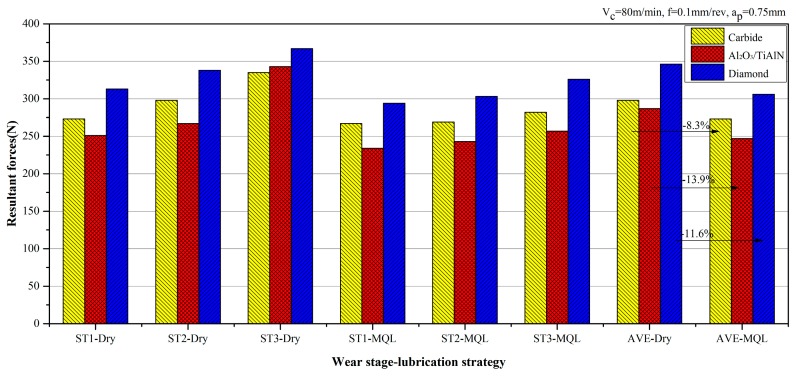 V_c=80m/min, f=0.1mm/rev, a_p=0.75mm
Carbide
Al₂O₃/TiAlN
Diamond
Resultant forces(N)
400
350
300
250
200
150
100
50
0
-8.3%
-13.9%
-11.6%
ST1-Dry ST2-Dry ST3-Dry ST1-MQL ST2-MQL ST3-MQL AVE-Dry AVE-MQL
Wear stage-lubrication strategy